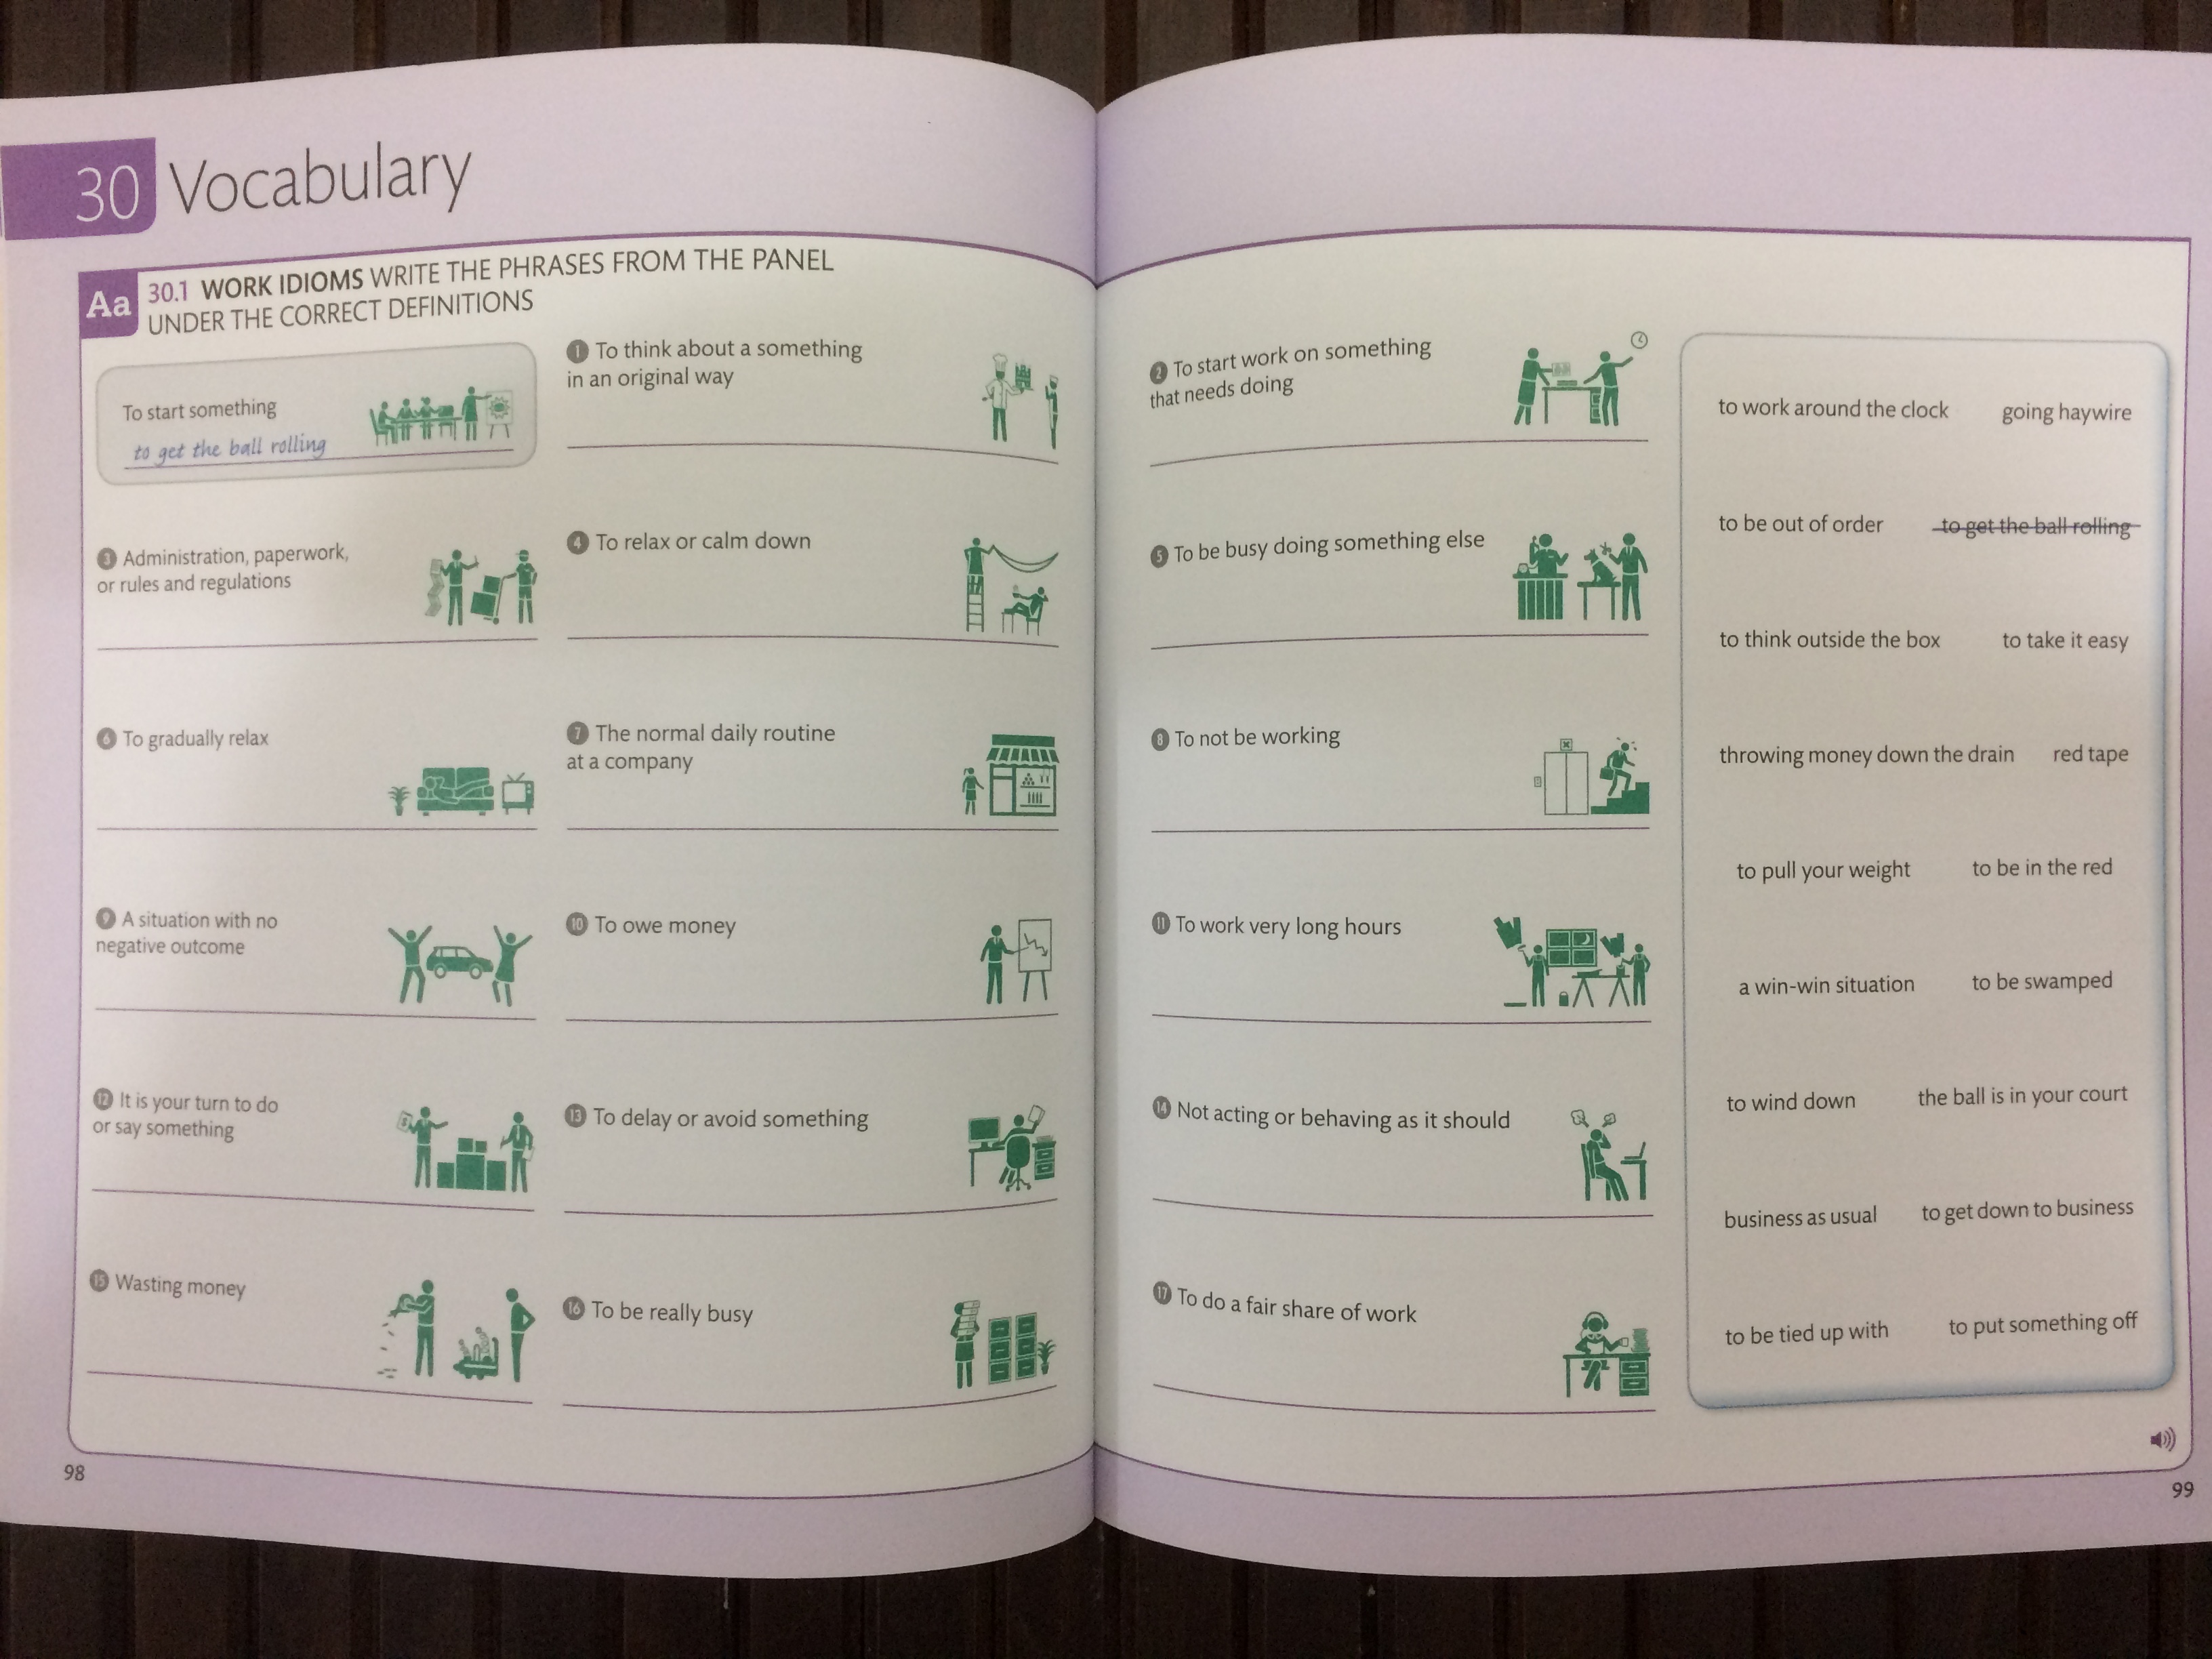 30 Vocabulary
Aa
30.1 WORK IDIOMS WRITE THE PHRASES FROM THE PANEL
UNDER THE CORRECT DEFINITIONS
To start something
to get the ball rolling
1 To think about a something
in an original way
2 To start work on something
that needs doing
3 Administration, paperwork,
or rules and regulations
4 To relax or calm down
5 To be busy doing something else
6 To gradually relax
7 The normal daily routine
at a company
8 To not be working
9 A situation with no
negative outcome
10 To owe money
11 To work very long hours
12 It is your turn to do
or say something
13 To delay or avoid something
14 Not acting or behaving as it should
15 Wasting money
16 To be really busy
17 To do a fair share of work
to work around the clock going haywire
to be out of order to get the ball rolling
to think outside the box to take it easy
throwing money down the drain red tape
to pull your weight to be in the red
a win-win situation to be swamped
to wind down the ball is in your court
business as usual to get down to business
to be tied up with to put something off
98
99